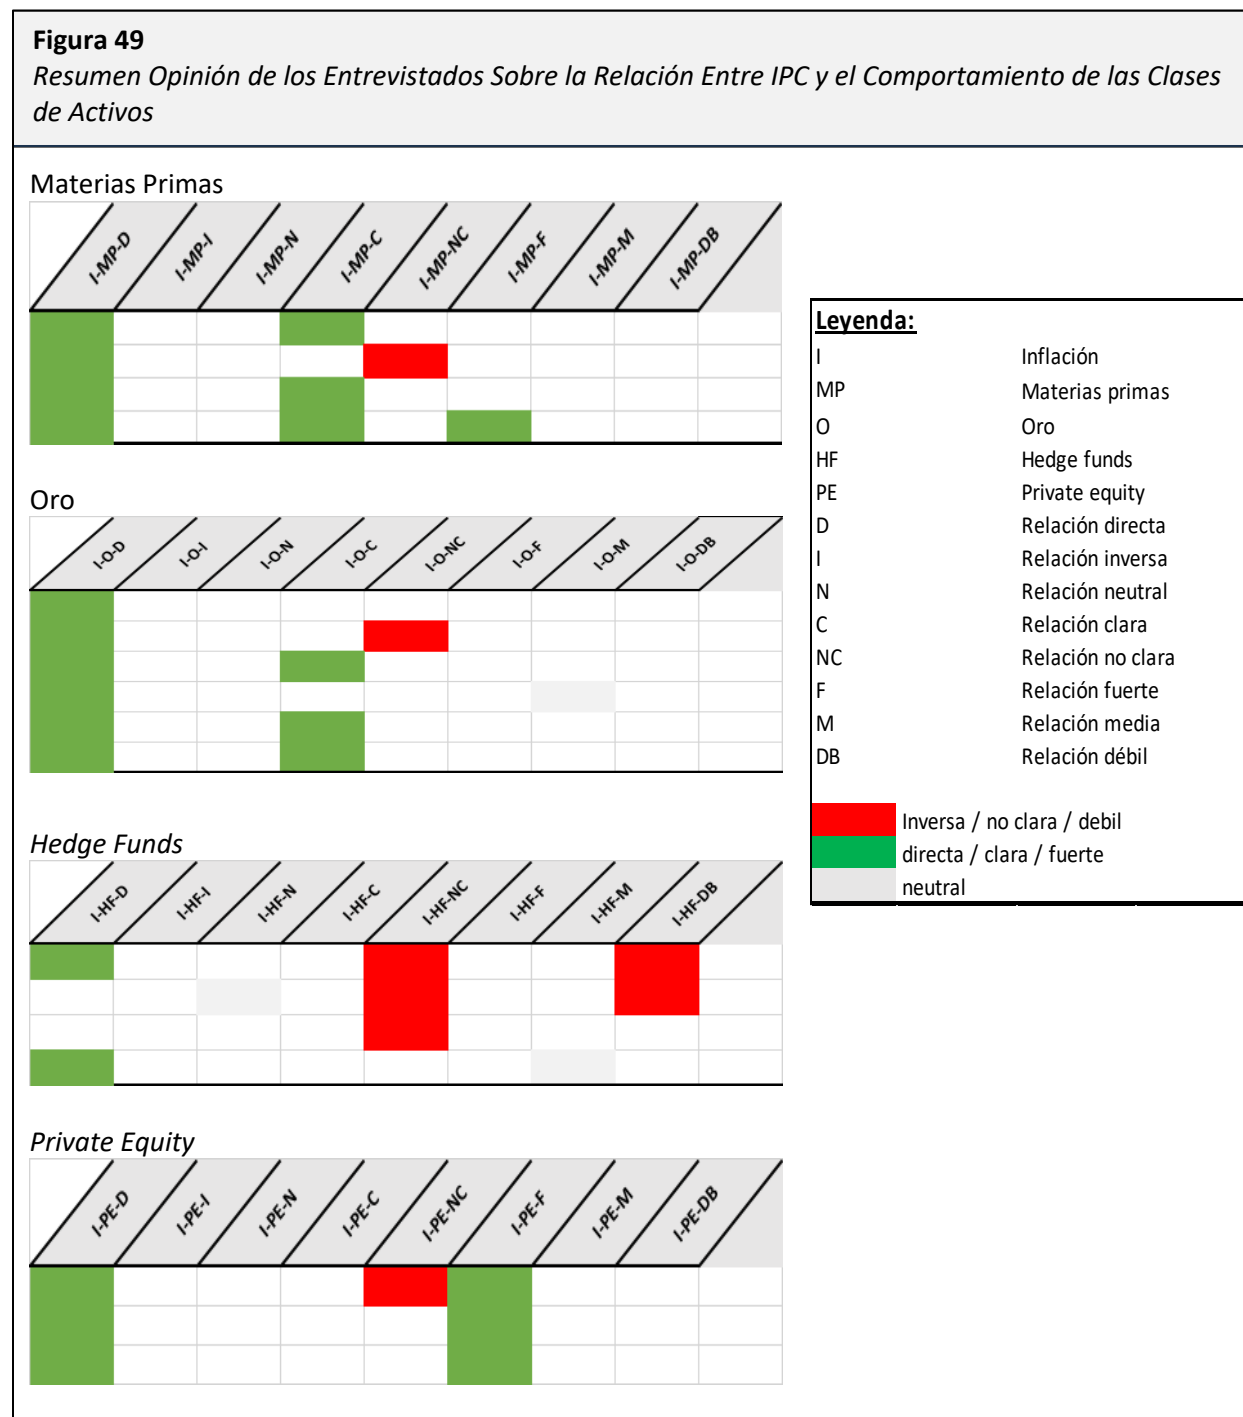 Figura 49
Resumen Opinión de los Entrevistados Sobre la Relación Entre IPC y el Comportamiento de las Clases
de Activos
Materias Primas
I-MP-D
I-MP-I
I-MP-N
I-MP-C
I-MP-NC
I-MP-F
I-MP-M
I-MP-DB
Oro
I-O-D
I-O-I
I-O-N
I-O-C
I-O-NC
I-O-F
I-O-M
I-O-DB
Hedge Funds
I-HF-D
I-HF-I
I-HF-N
I-HF-C
I-HF-NC
I-HF-F
I-HF-M
I-HF-DB
Private Equity
I-PE-D
I-PE-I
I-PE-N
I-PE-C
I-PE-NC
I-PE-F
I-PE-M
I-PE-DB
Leyenda:
I Inflación
MP Materias primas
O Oro
HF Hedge funds
PE Private equity
D Relación directa
I Relación inversa
N Relación neutral
C Relación clara
NC Relación no clara
F Relación fuerte
M Relación media
DB Relación débil
Inversa / no clara / debil
directa / clara / fuerte
neutral